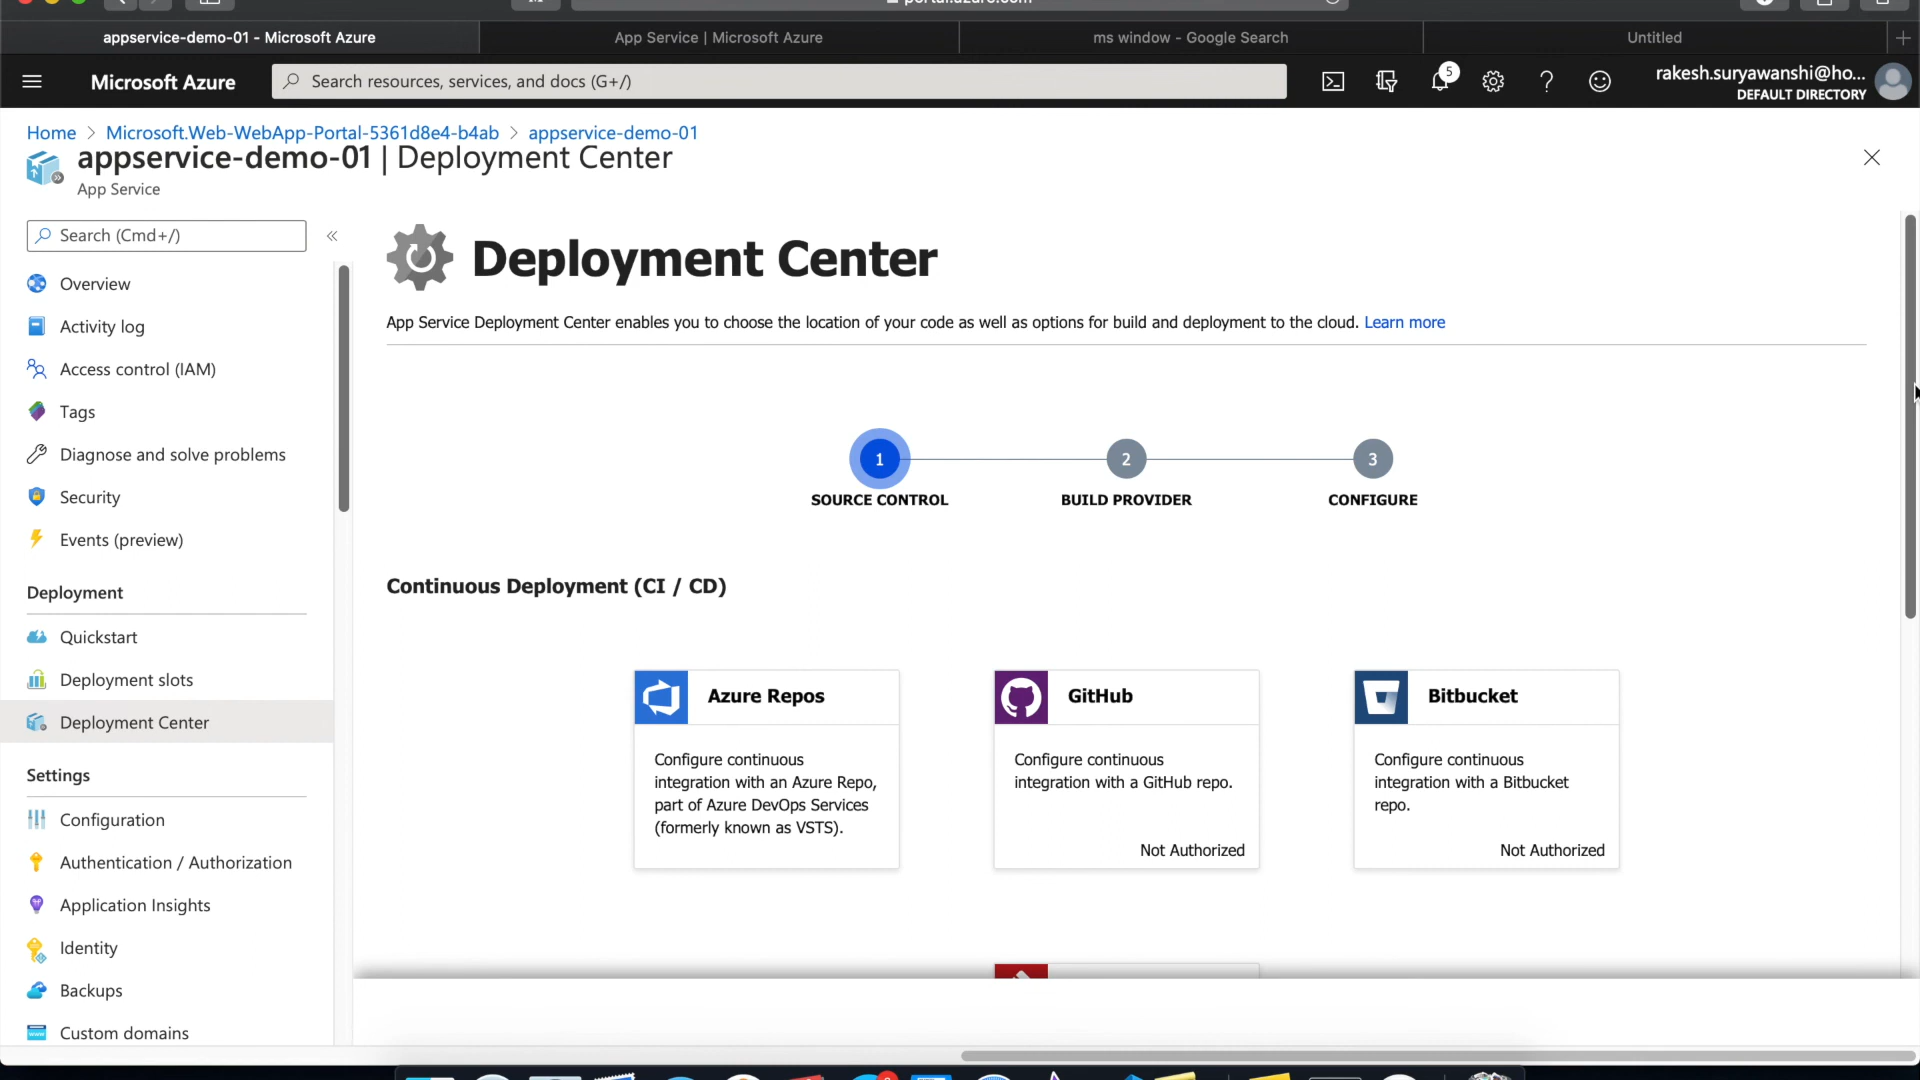 appservice-demo-01 - Microsoft Azure
App Service | Microsoft Azure
ms window - Google Search
Untitled
Microsoft Azure
Search resources, services, and docs (G+/)
5
rakesh.suryawanshi@ho...
DEFAULT DIRECTORY
Home > Microsoft.Web-WebApp-Portal-5361d8e4-b4ab > appservice-demo-01
appservice-demo-01 | Deployment Center
App Service
Search (Cmd+/)
Overview
Activity log
Access control (IAM)
Tags
Diagnose and solve problems
Security
Events (preview)
Deployment
Quickstart
Deployment slots
Deployment Center
Settings
Configuration
Authentication / Authorization
Application Insights
Identity
Backups
Custom domains
Deployment Center
App Service Deployment Center enables you to choose the location of your code as well as options for build and deployment to the cloud. Learn more
1
2
3
SOURCE CONTROL
BUILD PROVIDER
CONFIGURE
Continuous Deployment (CI / CD)
Azure Repos
Configure continuous
integration with an Azure Repo,
part of Azure DevOps Services
(formerly known as VSTS).
GitHub
Configure continuous
integration with a GitHub repo.
Not Authorized
Bitbucket
Configure continuous
integration with a Bitbucket
repo.
Not Authorized